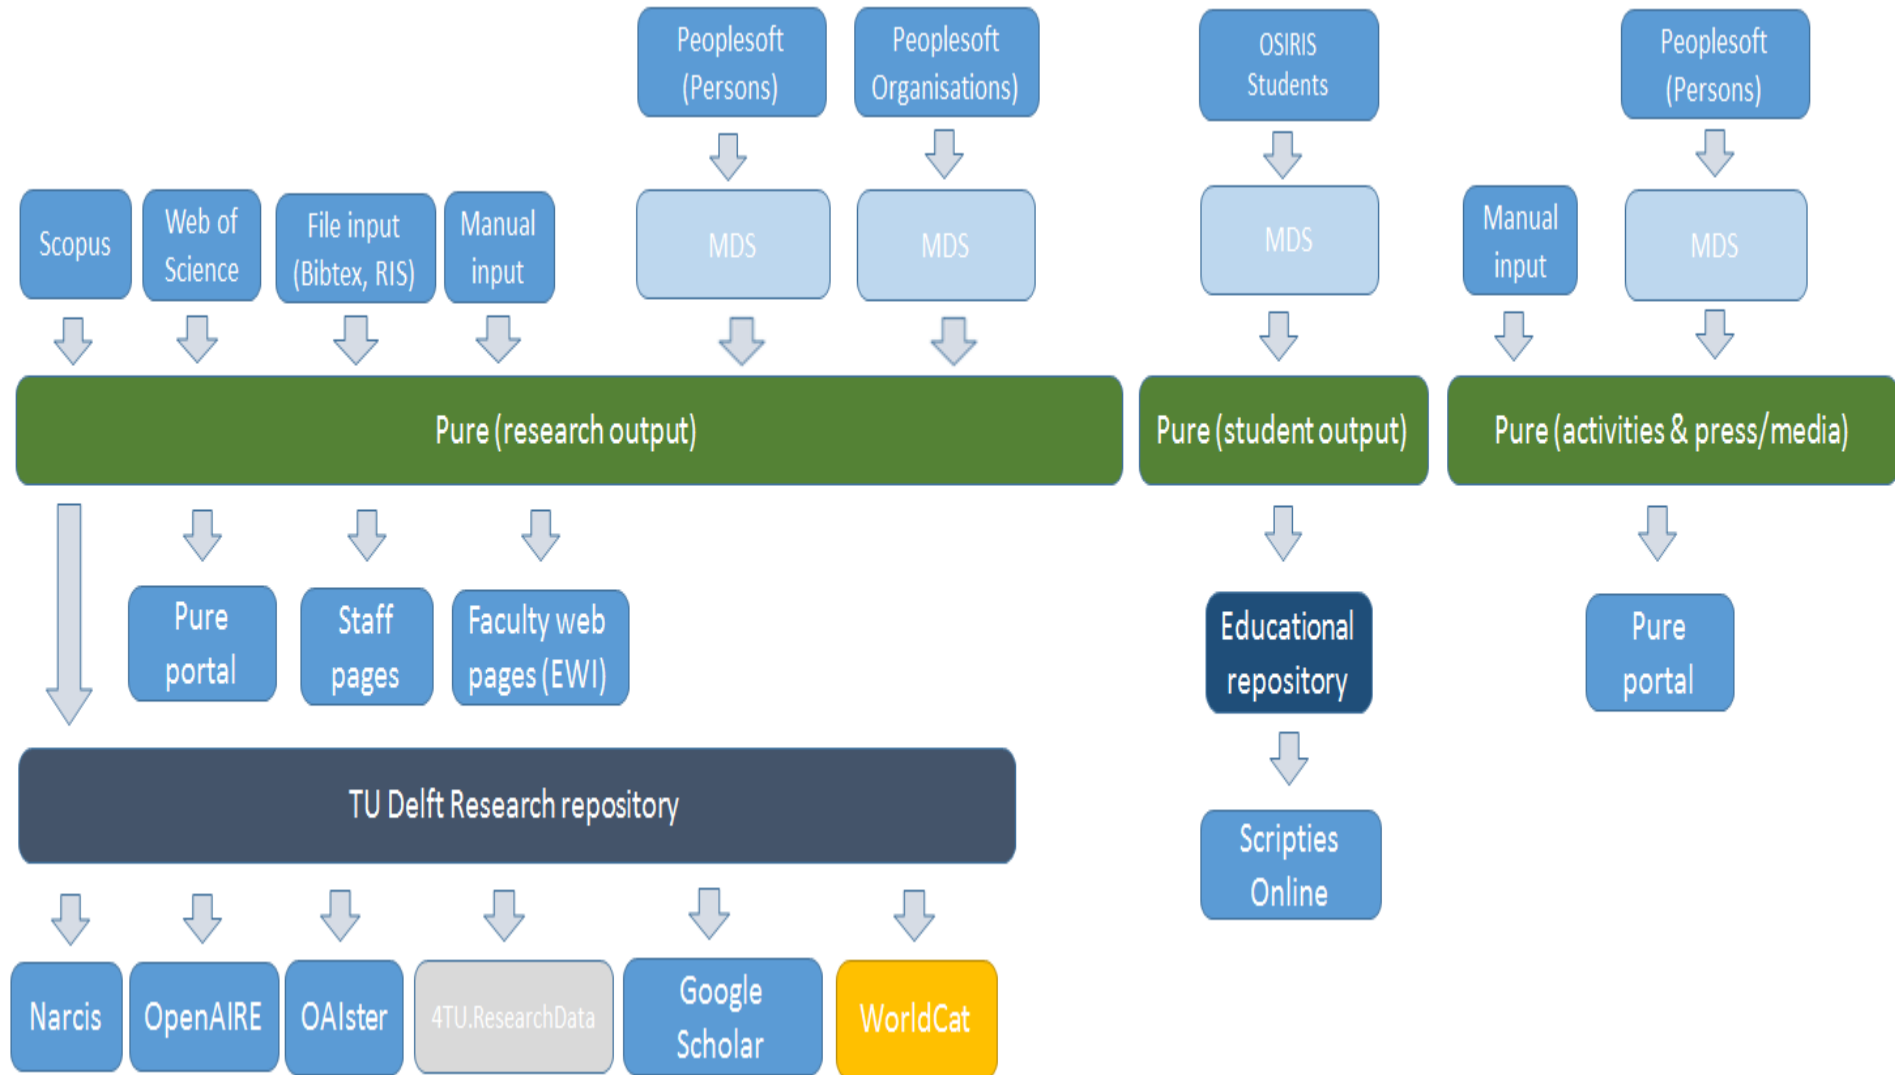 Peoplesoft
(Persons)
Peoplesoft
Organisations)
OSIRIS
Students
Peoplesoft
(Persons)
Scopus
Web of
Science
File input
(Bibtex, RIS)
Manual
input
MDS
MDS
MDS
Manual
input
MDS
Pure (research output)
Pure (student output)
Pure (activities & press/media)
Pure
portal
Staff
pages
Faculty web
pages (EWI)
Educational
repository
Pure
portal
TU Delft Research repository
Scripties
Online
Narcis
OpenAIRE
OAIster
4TU.ResearchData
Google
Scholar
WorldCat